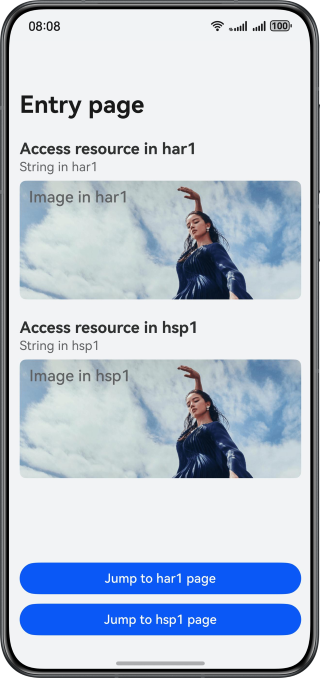 08:08
100
Entry page
Access resource in har1
String in har1
Image in har1
Access resource in hsp1
String in hsp1
Image in hsp1
Jump to har1 page
Jump to hsp1 page